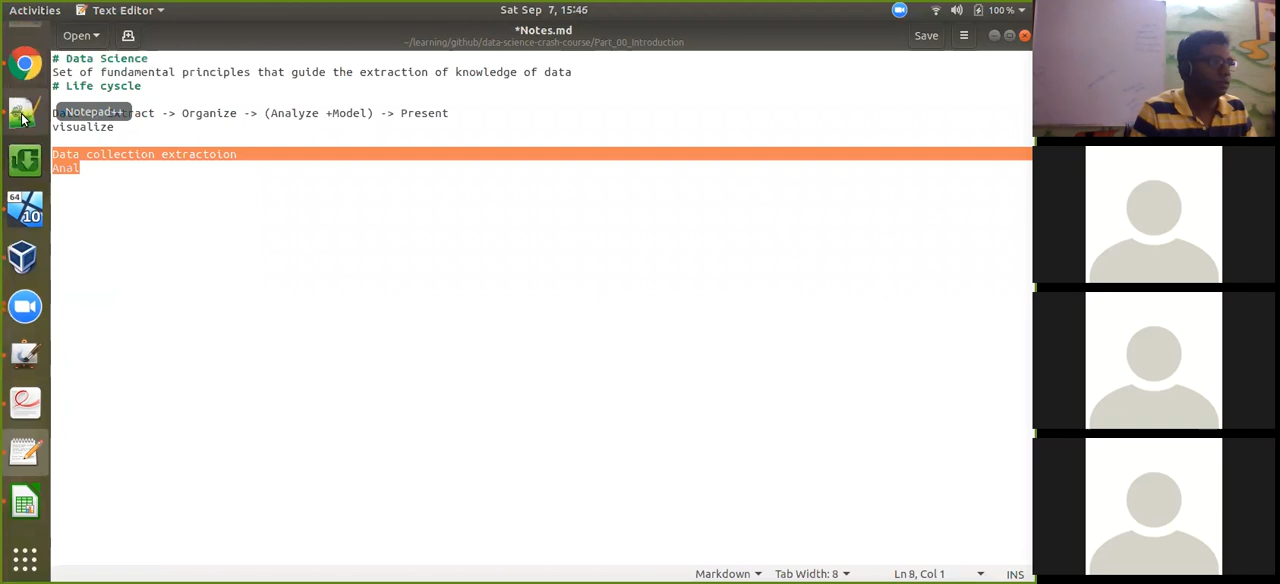 Activities Text Editor Sat Sep 7, 15:46 100 %
Open *Notes.md Save
~/learning/github/data-science-crash-course/Part_00_Introduction
# Data Science
Set of fundamental principles that guide the extraction of knowledge of data
# Life cyscle
Notepad++
ract -> Organize -> (Analyze +Model) -> Present
visualize
Data collection extractoion
Anal
64
10
Markdown Tab Width: 8 Ln 8, Col 1 INS